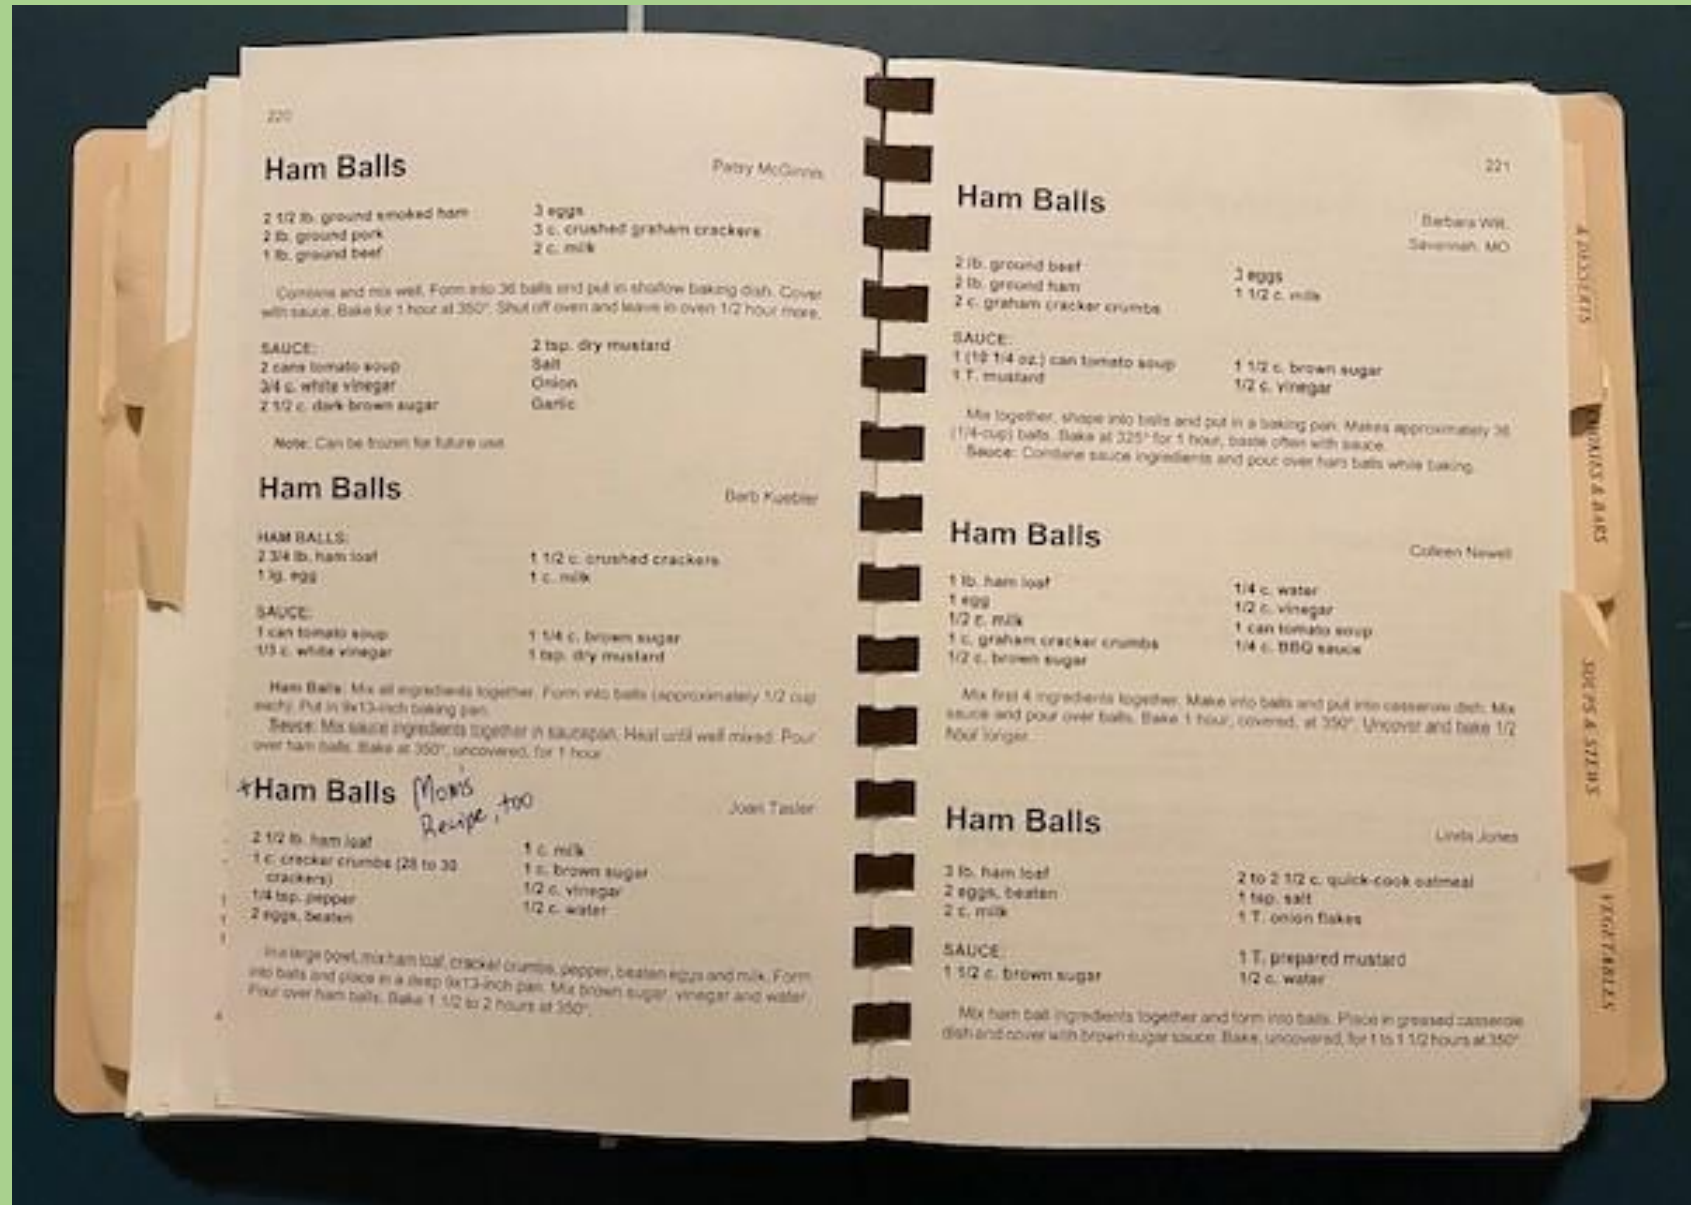 220
Ham Balls
Patsy McGinnis
2 1/2 lb. ground smoked ham
2 lb. ground pork
1 lb. ground beef
3 eggs
3 c. crushed graham crackers
2 c. milk
Combine and mix well. Form into 36 balls and put in shallow baking dish. Cover
with sauce. Bake for 1 hour at 350°. Shut off oven and leave in oven 1/2 hour more.
SAUCE:
2 cans tomato soup
3/4 c. white vinegar
2 1/2 c. dark brown sugar
2 tsp. dry mustard
Salt
Onion
Garlic
Note: Can be frozen for future use.
Ham Balls
Barb Kuebler
HAM BALLS:
2 3/4 lb. ham loaf
1 lg. egg
1 1/2 c. crushed crackers
1 c. milk
SAUCE:
1 can tomato soup
1/3 c. white vinegar
1 1/4 c. brown sugar
1 tsp. dry mustard
Ham Balls: Mix all ingredients together. Form into balls (approximately 1/2 cup
each). Put in 9x13-inch baking pan.
Sauce: Mix sauce ingredients together in saucepan. Heat until well mixed. Pour
over ham balls. Bake at 350°, uncovered, for 1 hour.
*Ham Balls Mom's
Recipe, too
Joan Tasler
2 1/2 lb. ham loaf
1 c. cracker crumbs (28 to 30
crackers)
1/4 tsp. pepper
2 eggs, beaten
1 c. milk
1 c. brown sugar
1/2 c. vinegar
1/2 c. water
In a large bowl, mix ham loaf, cracker crumbs, pepper, beaten eggs and milk. Form
into balls and place in a deep 9x13-inch pan. Mix brown sugar, vinegar and water.
Pour over ham balls. Bake 1 1/2 to 2 hours at 350°.
221
Ham Balls
Barbara Witt,
Savannah, MO
2 lb. ground beef
2 lb. ground ham
2 c. graham cracker crumbs
3 eggs
1 1/2 c. milk
SAUCE:
1 (10 1/4 oz.) can tomato soup
1 T. mustard
1 1/2 c. brown sugar
1/2 c. vinegar
Mix together, shape into balls and put in a baking pan. Makes approximately 36
(1/4-cup) balls. Bake at 325° for 1 hour, baste often with sauce.
Sauce: Combine sauce ingredients and pour over ham balls while baking.
Ham Balls
Colleen Newell
1 lb. ham loaf
1 egg
1/2 c. milk
1 c. graham cracker crumbs
1/2 c. brown sugar
1/4 c. water
1/2 c. vinegar
1 can tomato soup
1/4 c. BBQ sauce
Mix first 4 ingredients together. Make into balls and put into casserole dish. Mix
sauce and pour over balls. Bake 1 hour, covered, at 350°. Uncover and bake 1/2
hour longer.
Ham Balls
Linda Jones
3 lb. ham loaf
2 eggs, beaten
2 c. milk
2 to 2 1/2 c. quick-cook oatmeal
1 tsp. salt
1 T. onion flakes
SAUCE:
1 1/2 c. brown sugar
1 T. prepared mustard
1/2 c. water
Mix ham ball ingredients together and form into balls. Place in greased casserole
dish and cover with brown sugar sauce. Bake, uncovered, for 1 to 1 1/2 hours at 350°.
& DESSERTS
COOKIES & BARS
SOUPS & STEWS
VEGETABLES